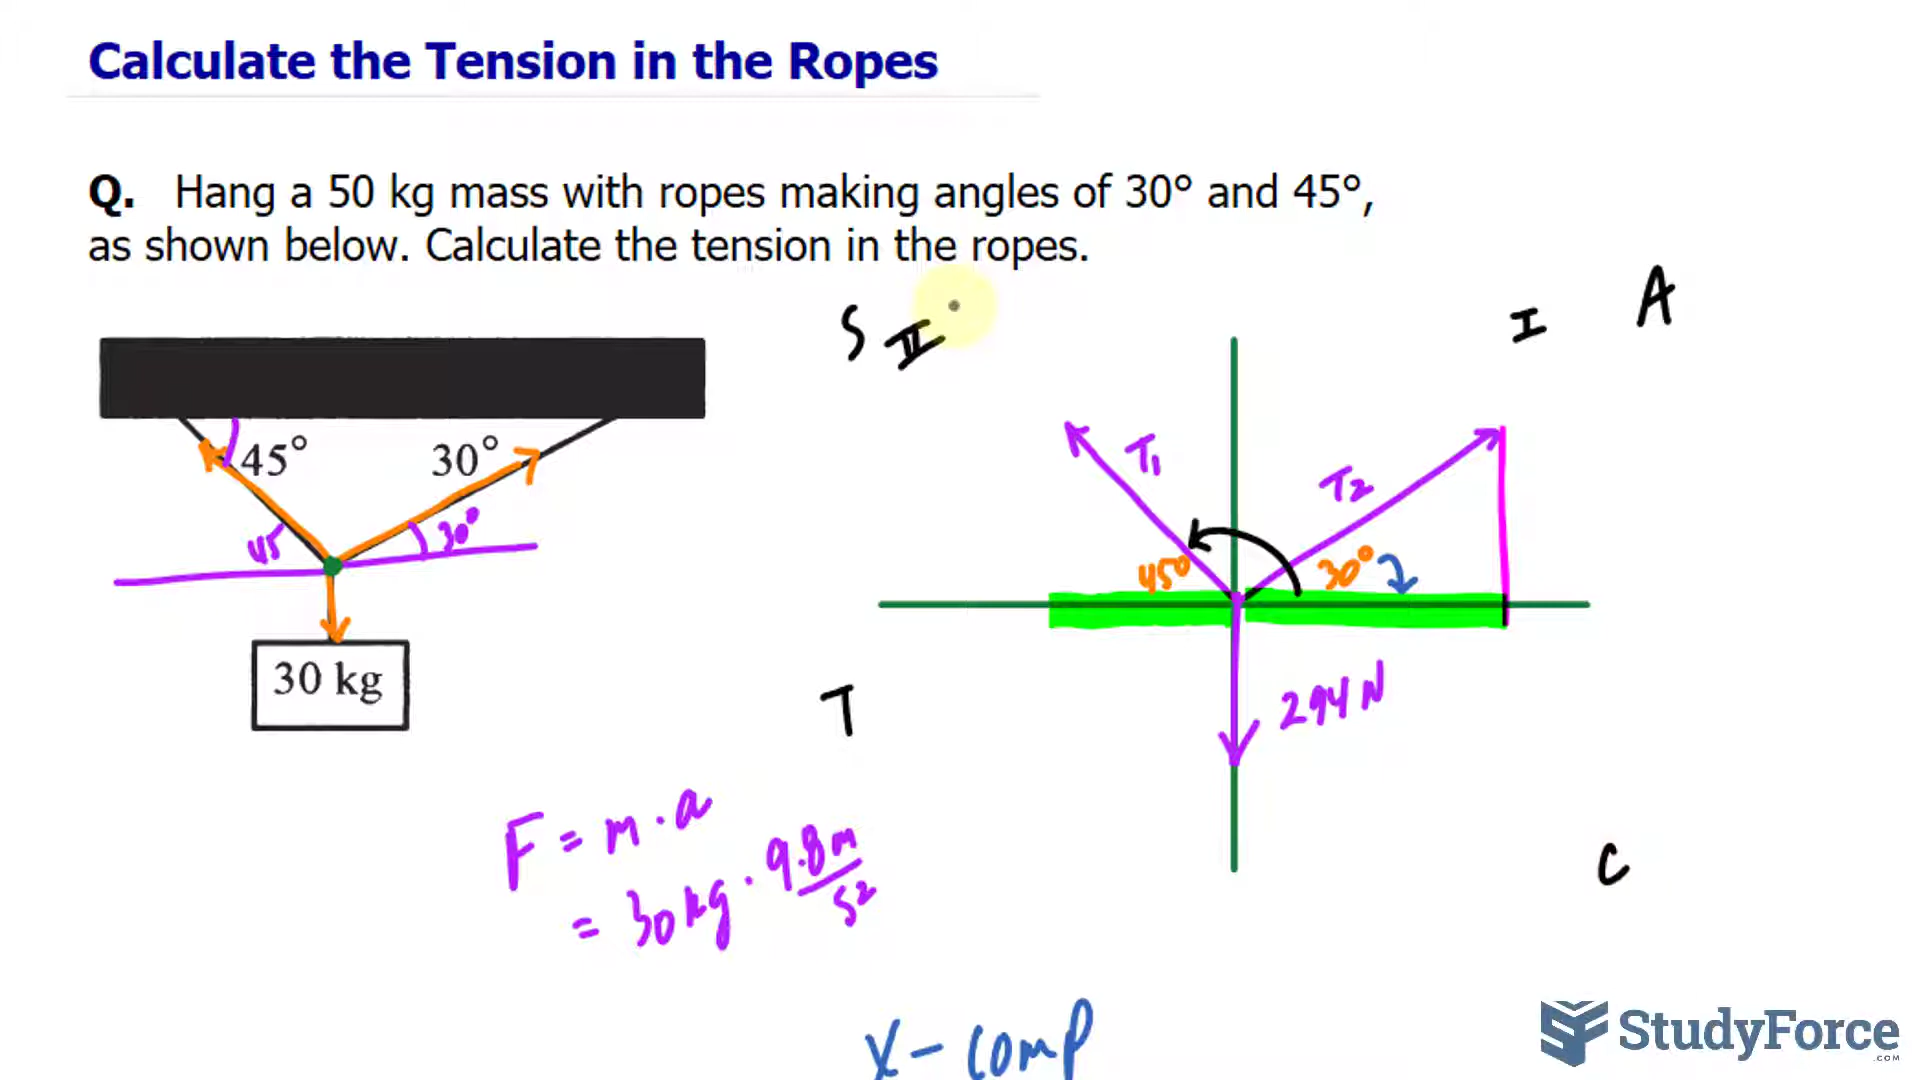 Calculate the Tension in the Ropes
Q. Hang a 50 kg mass with ropes making angles of 30° and 45°,
as shown below. Calculate the tension in the ropes.
S II
I A
45° 30°
45 30°
30 kg
T1 T2
45° 30°
294 N
T
C
F = m · a
= 30 kg · 9.8 m/s²
x - comp
StudyForce
.COM